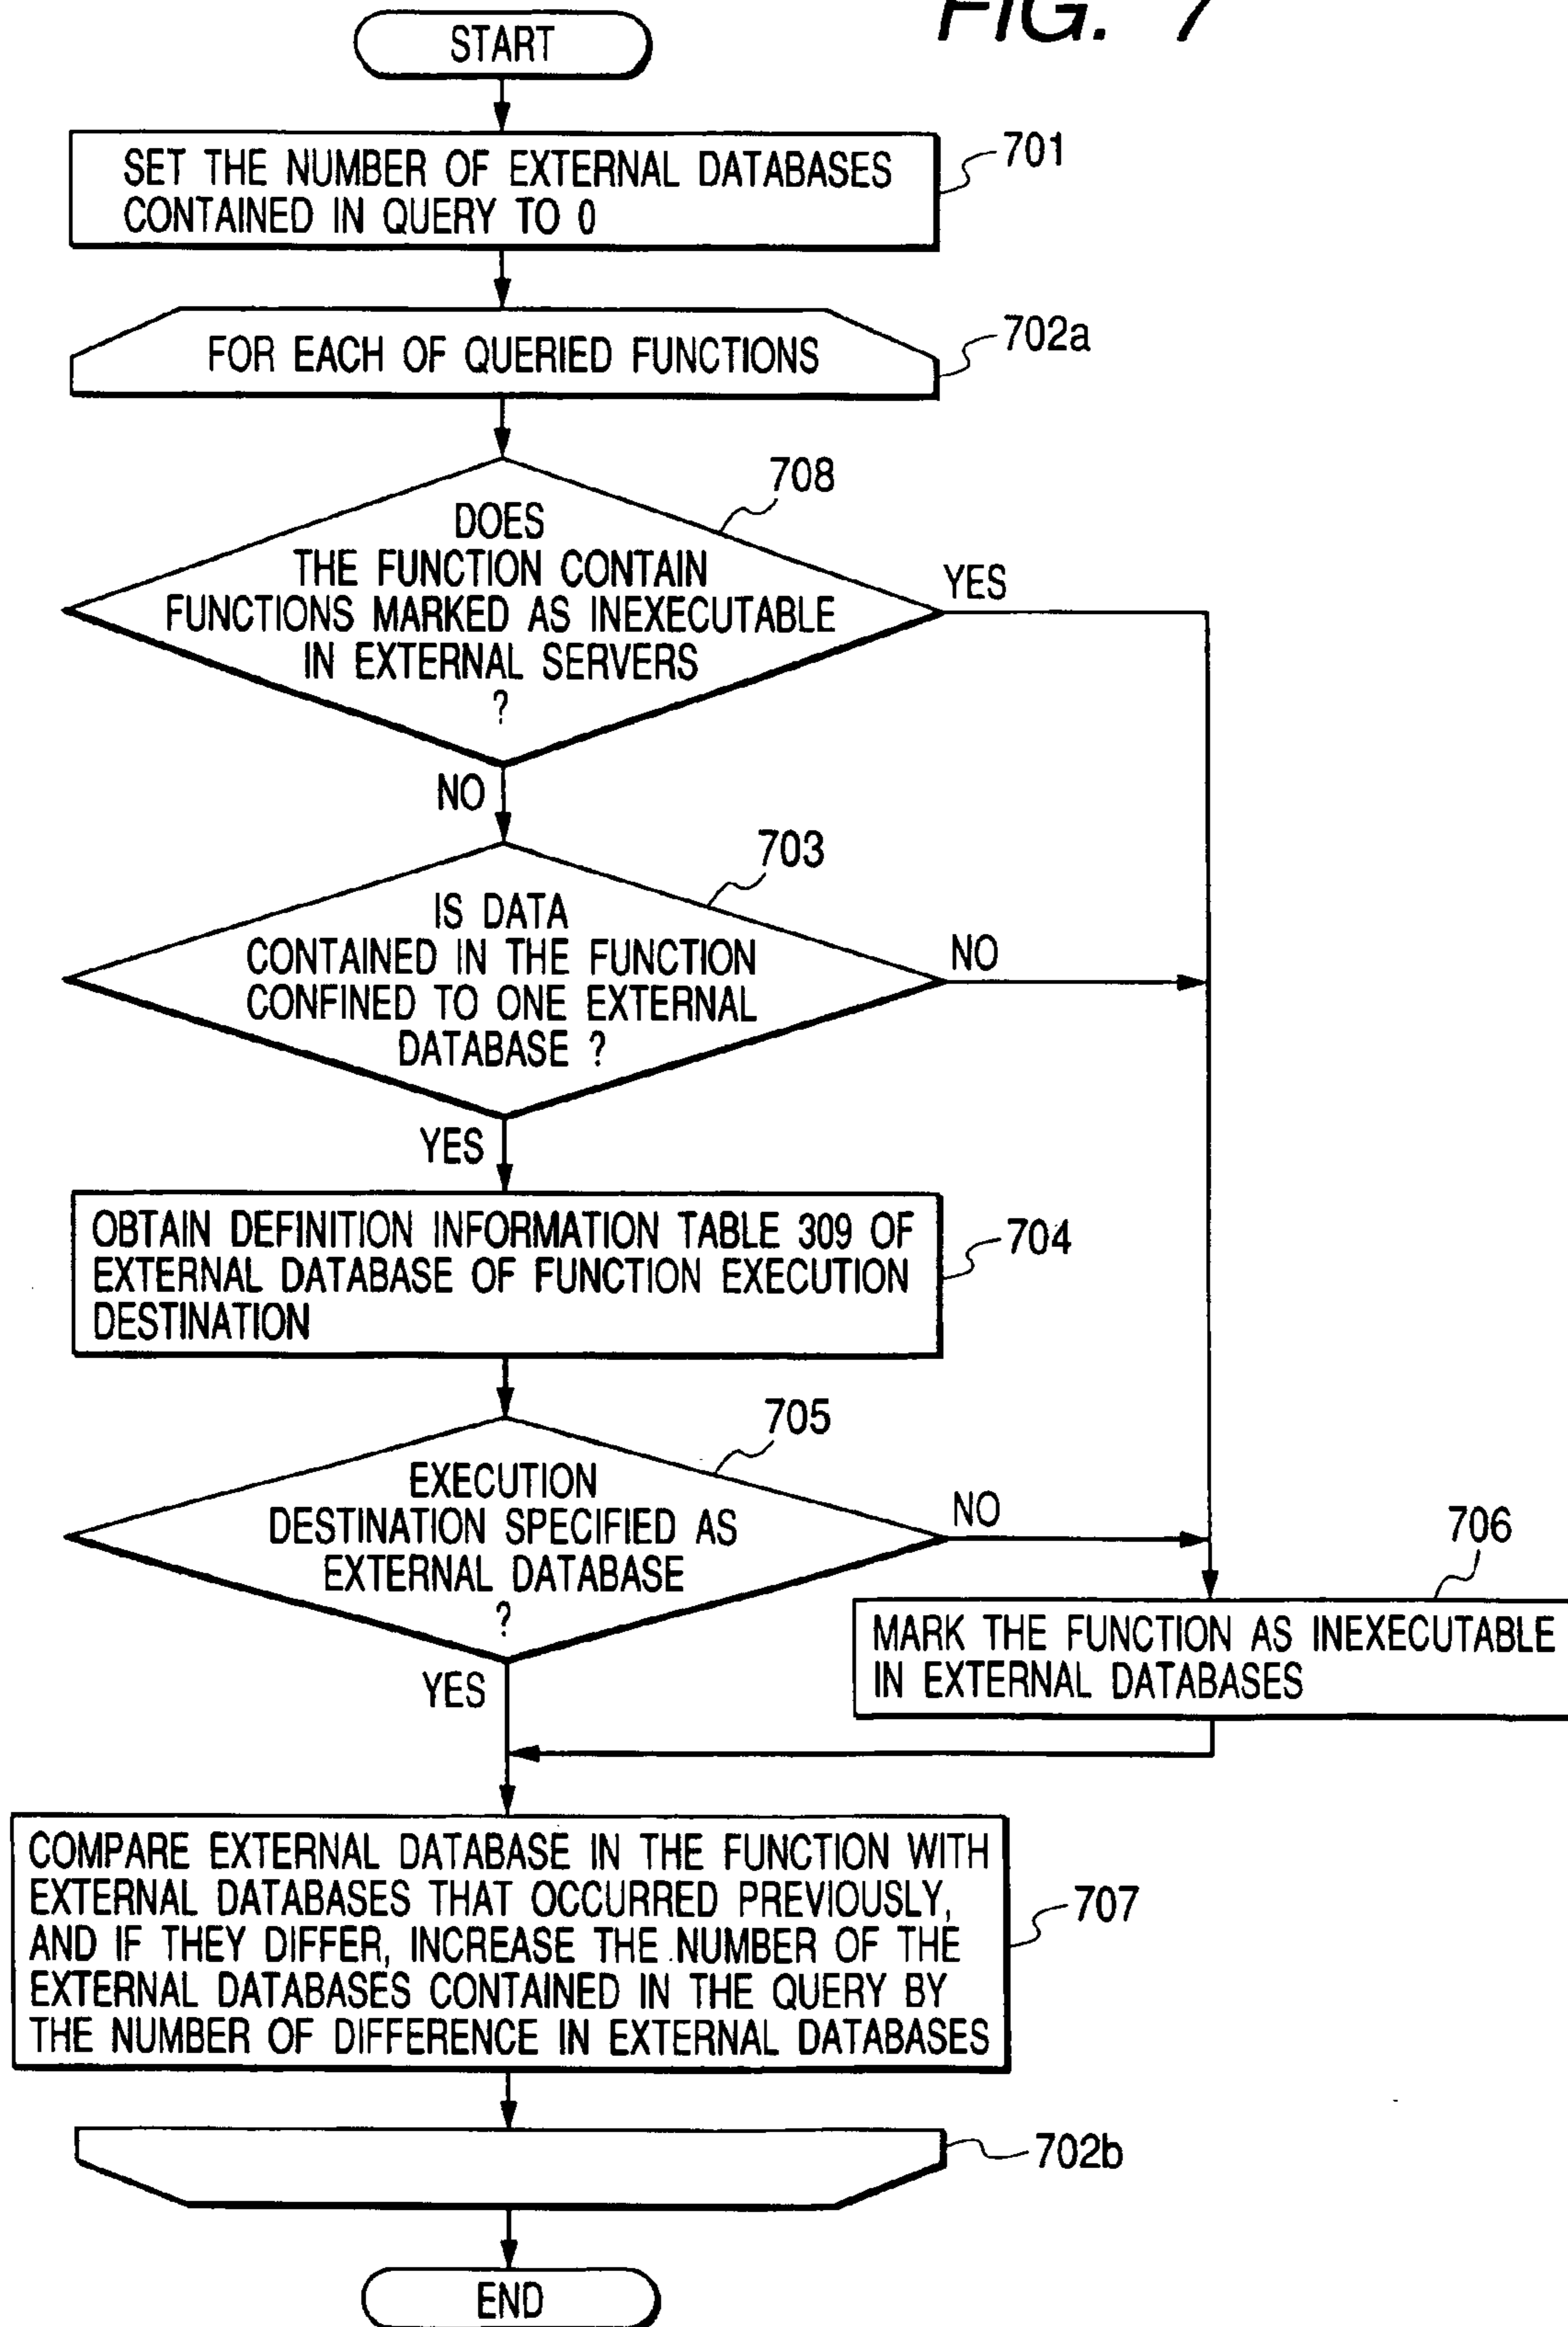 FIG. 7
START
SET THE NUMBER OF EXTERNAL DATABASES
CONTAINED IN QUERY TO 0
701
FOR EACH OF QUERIED FUNCTIONS
702a
708
DOES
THE FUNCTION CONTAIN
FUNCTIONS MARKED AS INEXECUTABLE
IN EXTERNAL SERVERS
?
YES
NO
703
IS DATA
CONTAINED IN THE FUNCTION
CONFINED TO ONE EXTERNAL
DATABASE ?
NO
YES
OBTAIN DEFINITION INFORMATION TABLE 309 OF
EXTERNAL DATABASE OF FUNCTION EXECUTION
DESTINATION
704
705
EXECUTION
DESTINATION SPECIFIED AS
EXTERNAL DATABASE
?
NO
YES
706
MARK THE FUNCTION AS INEXECUTABLE
IN EXTERNAL DATABASES
COMPARE EXTERNAL DATABASE IN THE FUNCTION WITH
EXTERNAL DATABASES THAT OCCURRED PREVIOUSLY,
AND IF THEY DIFFER, INCREASE THE NUMBER OF THE
EXTERNAL DATABASES CONTAINED IN THE QUERY BY
THE NUMBER OF DIFFERENCE IN EXTERNAL DATABASES
707
702b
END